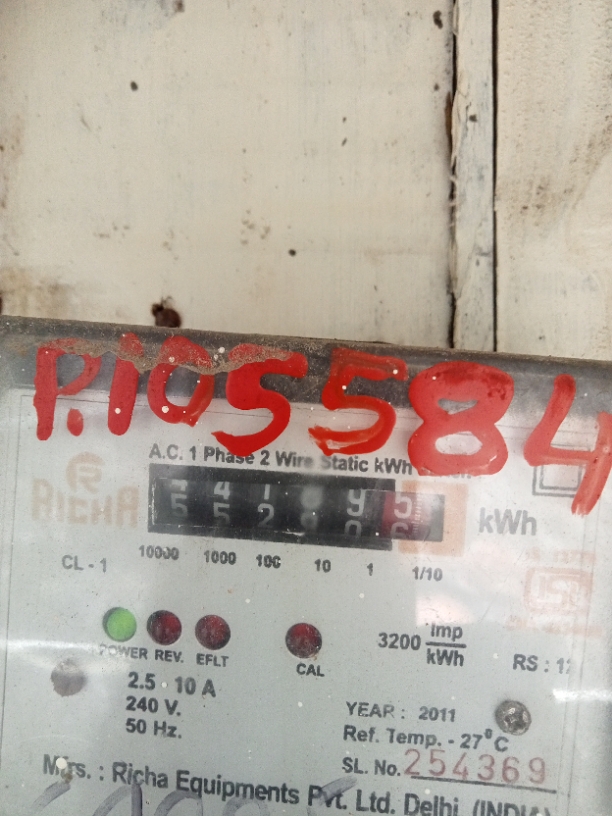 P.105584
A.C. 1 Phase 2 Wire Static kWh
RICHA
kWh
CL - 1
10000 1000 100 10 1 1/10
POWER REV. EFLT
CAL
3200 Imp/kWh
RS : 12
2.5 - 10 A
240 V.
50 Hz.
YEAR : 2011
Ref. Temp. - 27°C
SL. No. 254369
Mfrs. : Richa Equipments Pvt. Ltd. Delhi (INDIA)